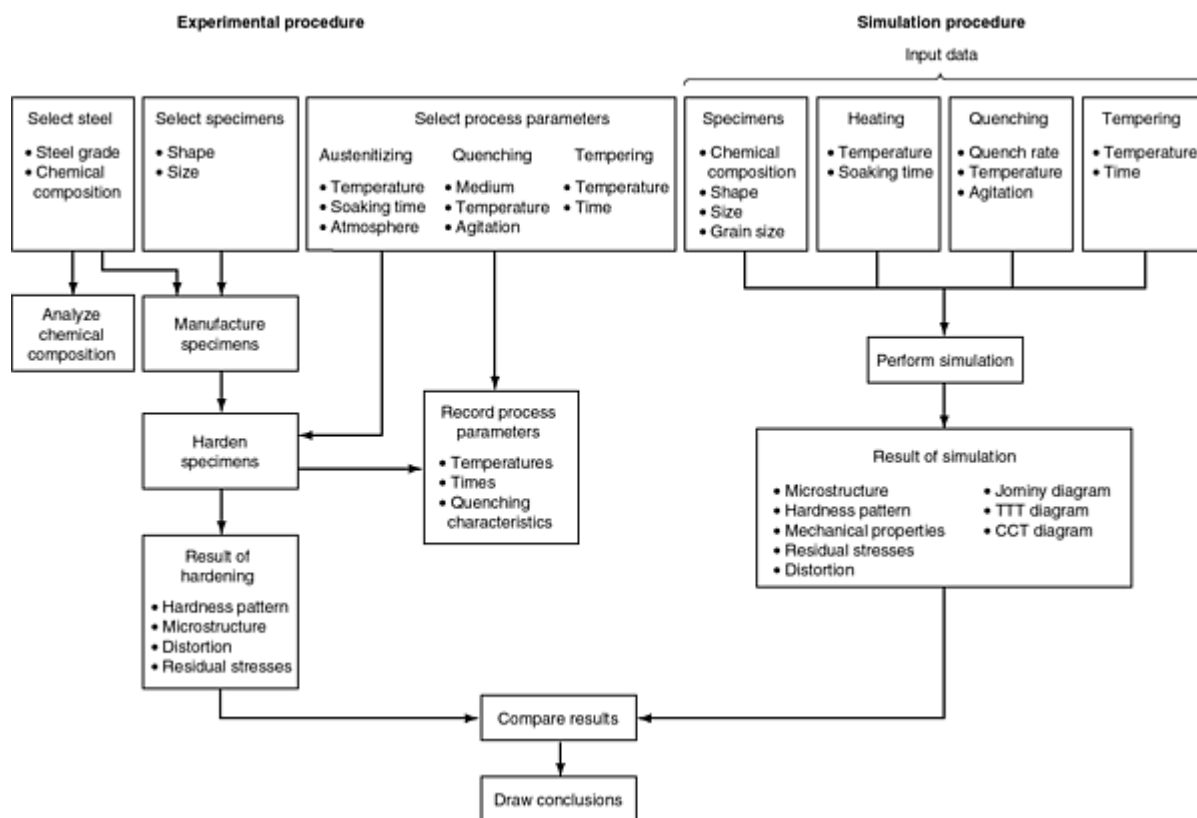 Experimental procedure
Simulation procedure
Input data
Select steel
• Steel grade
• Chemical
composition
Select specimens
• Shape
• Size
Select process parameters
Austenitizing
• Temperature
• Soaking time
• Atmosphere
Quenching
• Medium
• Temperature
• Agitation
Tempering
• Temperature
• Time
Specimens
• Chemical
composition
• Shape
• Size
• Grain size
Heating
• Temperature
• Soaking time
Quenching
• Quench rate
• Temperature
• Agitation
Tempering
• Temperature
• Time
Analyze
chemical
composition
Manufacture
specimens
Perform simulation
Harden
specimens
Record process
parameters
• Temperatures
• Times
• Quenching
characteristics
Result of simulation
• Microstructure
• Hardness pattern
• Mechanical properties
• Residual stresses
• Distortion
• Jominy diagram
• TTT diagram
• CCT diagram
Result of
hardening
• Hardness pattern
• Microstructure
• Distortion
• Residual stresses
Compare results
Draw conclusions